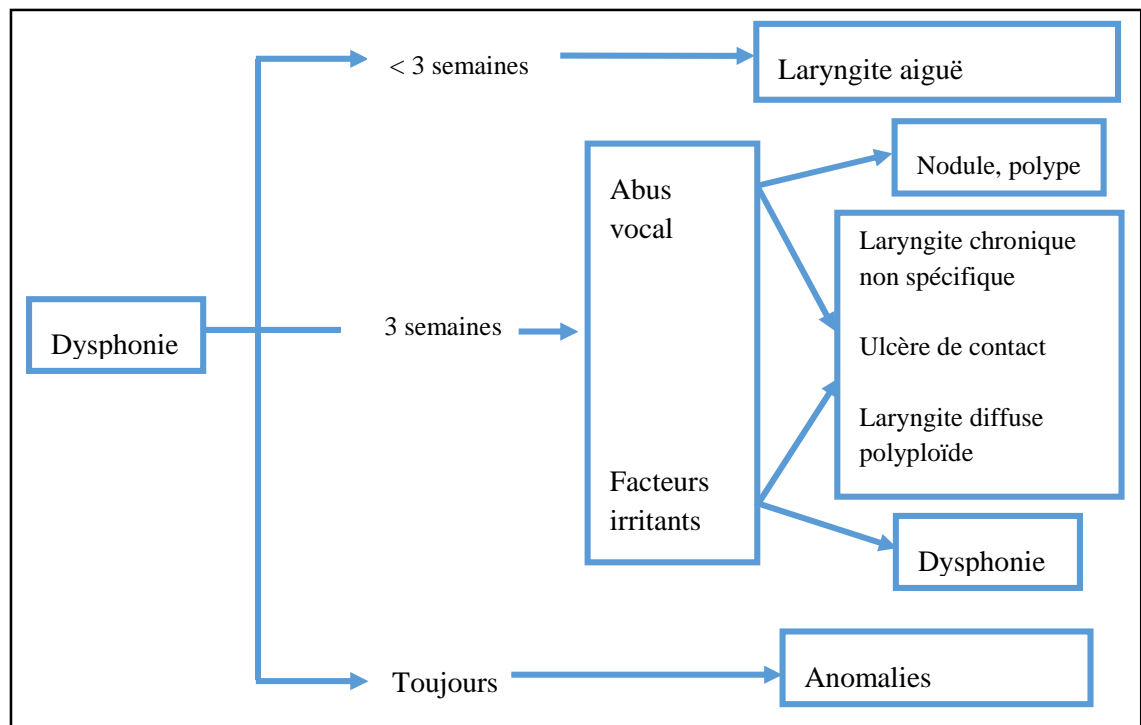 < 3 semaines
Laryngite aiguë
Nodule, polype
Abus
vocal
Laryngite chronique
non spécifique
Dysphonie
3 semaines
Ulcère de contact
Laryngite diffuse
polyploïde
Facteurs
irritants
Dysphonie
Toujours
Anomalies